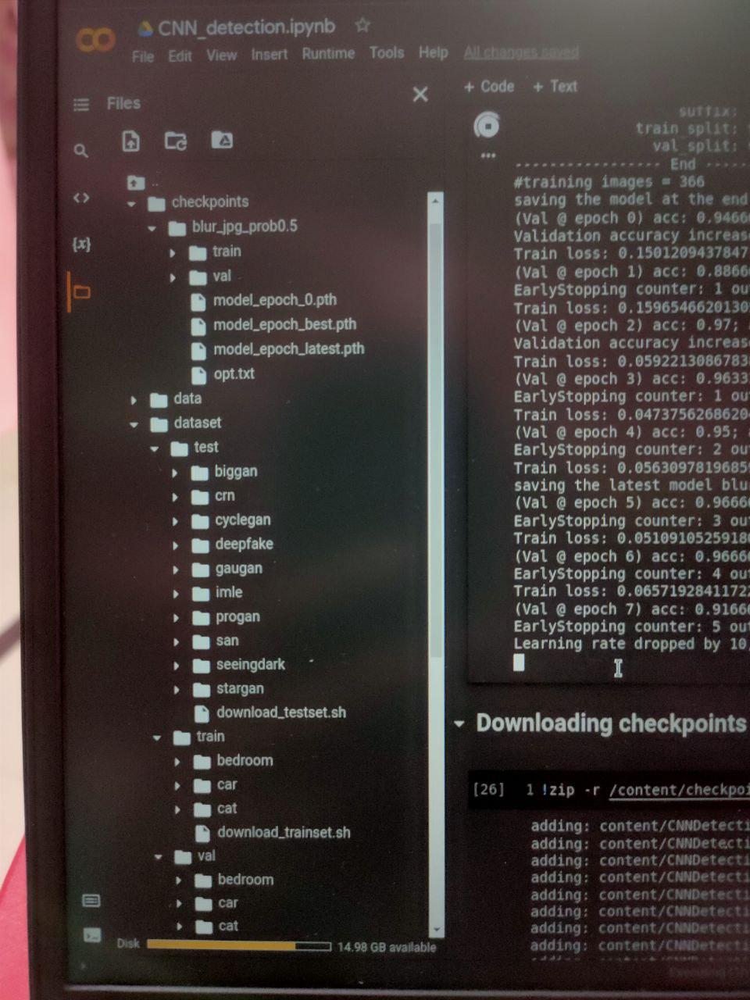 CNN_detection.ipynb
File Edit View Insert Runtime Tools Help All changes saved
Files
+ Code + Text
..
checkpoints
blur_jpg_prob0.5
train
val
model_epoch_0.pth
model_epoch_best.pth
model_epoch_latest.pth
opt.txt
data
dataset
test
biggan
crn
cyclegan
deepfake
gaugan
imle
progan
san
seeingdark
stargan
download_testset.sh
train
bedroom
car
cat
download_trainset.sh
val
bedroom
car
cat
Disk 14.98 GB available
suffix:
train_split:
val_split:
----------------- End -----
#training images = 366
saving the model at the end
(Val @ epoch 0) acc: 0.9466
Validation accuracy increas
Train loss: 0.1501209437847
(Val @ epoch 1) acc: 0.8866
EarlyStopping counter: 1 ou
Train loss: 0.1596546620130
(Val @ epoch 2) acc: 0.97;
Validation accuracy increas
Train loss: 0.0592213086783
(Val @ epoch 3) acc: 0.9633
EarlyStopping counter: 1 ou
Train loss: 0.0473756268620
(Val @ epoch 4) acc: 0.95;
EarlyStopping counter: 2 ou
Train loss: 0.0563097819685
saving the latest model blu
(Val @ epoch 5) acc: 0.9666
EarlyStopping counter: 3 ou
Train loss: 0.0510910525918
(Val @ epoch 6) acc: 0.9666
EarlyStopping counter: 4 ou
Train loss: 0.0657192841172
(Val @ epoch 7) acc: 0.9166
EarlyStopping counter: 5 ou
Learning rate dropped by 10
Downloading checkpoints
[26] 1 !zip -r /content/checkpoi
adding: content/CNNDetecti
adding: content/CNNDetecti
adding: content/CNNDetecti
adding: content/CNNDetecti
adding: content/CNNDetecti
adding: content/CNNDetecti
adding: content/CNNDetecti
adding: content/CNNDetecti